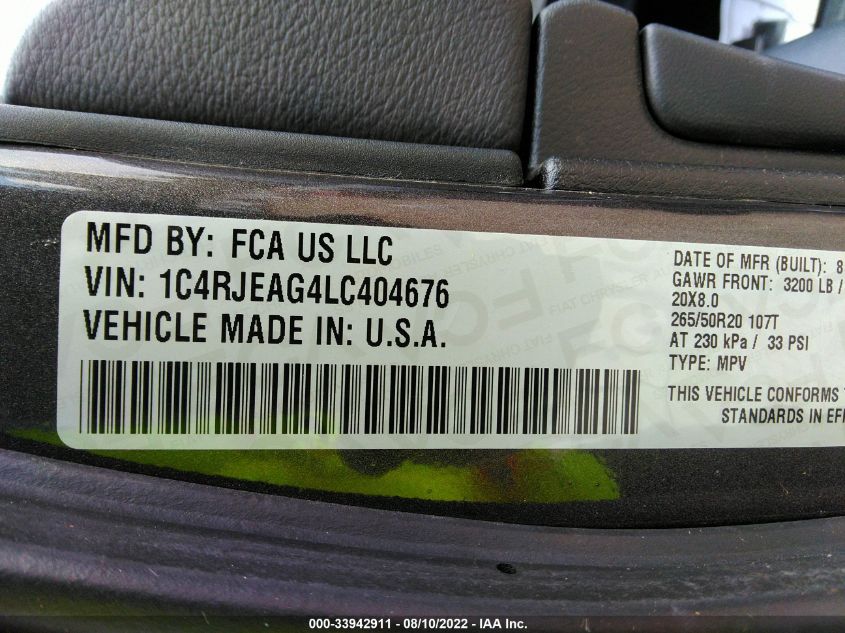 MFD BY: FCA US LLC
VIN: 1C4RJEAG4LC404676
VEHICLE MADE IN: U.S.A.
DATE OF MFR (BUILT): 8
GAWR FRONT: 3200 LB /
20X8.0
265/50R20 107T
AT 230 kPa / 33 PSI
TYPE: MPV
THIS VEHICLE CONFORMS
STANDARDS IN
000-33942911 - 08/10/2022 - IAA Inc.